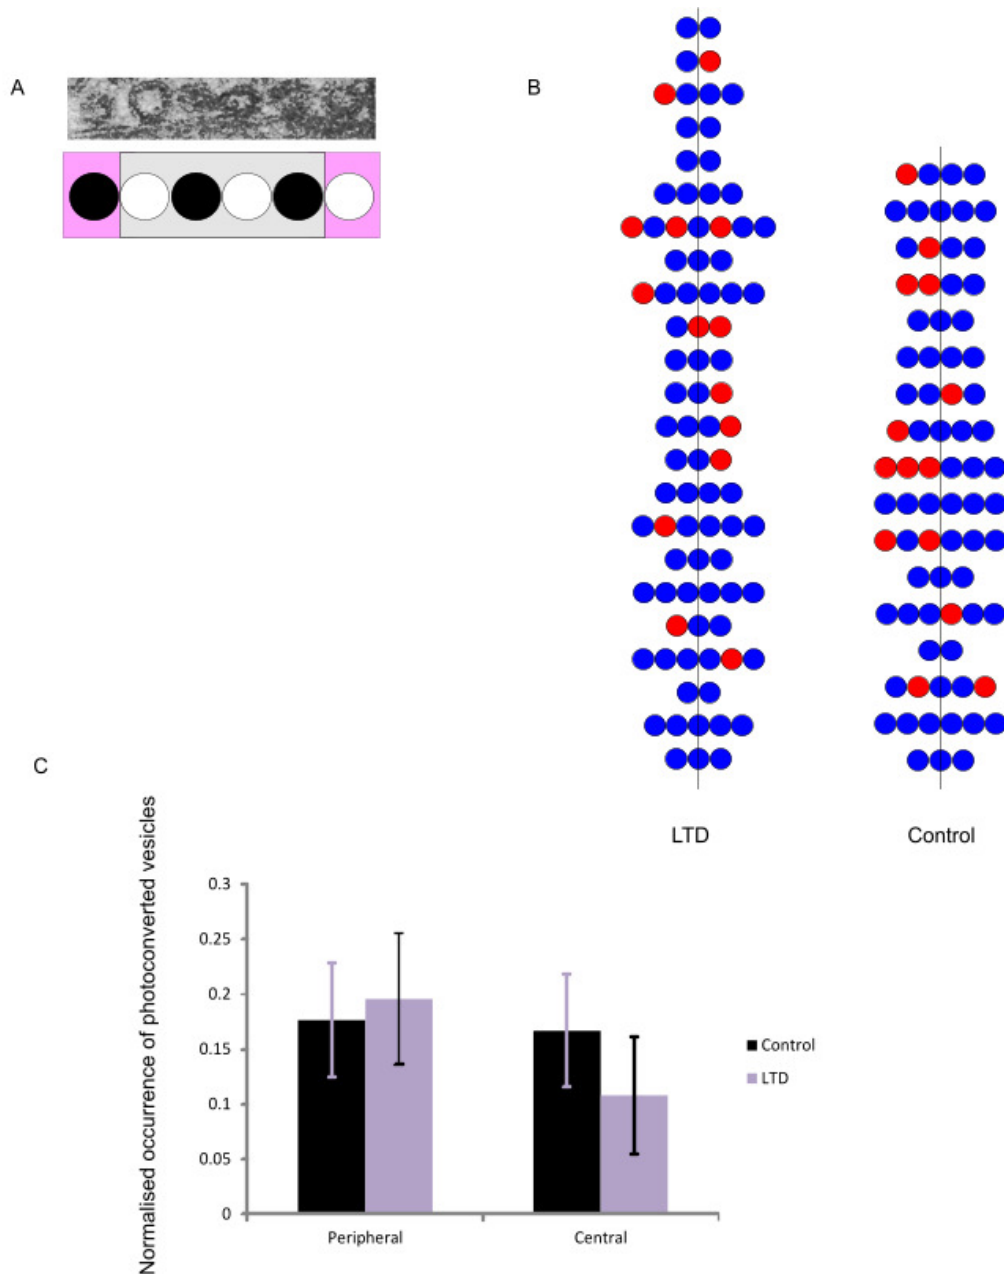 A
B
LTD
Control
C
Normalised occurrence of photoconverted vesicles
0.3
0.25
0.2
0.15
0.1
0.05
0
Peripheral
Central
Control
LTD